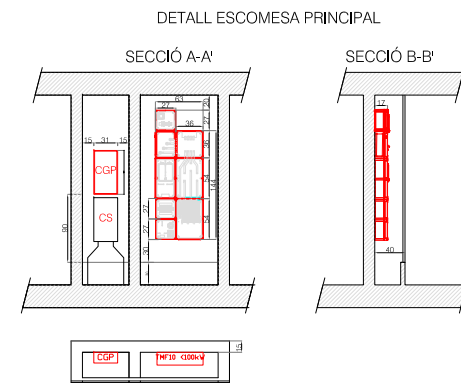 DETALL ESCOMESA PRINCIPAL
SECCIÓ A-A'
SECCIÓ B-B'
63
27
20
27
36
17
15 31 15
CGP
36
54
144
CS
90
27
27
54
30
40
15
CGP
TMF10 <100kW